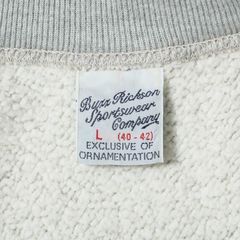 Buzz Rickson
Sportswear
Company
L (40 - 42)
EXCLUSIVE OF
ORNAMENTATION